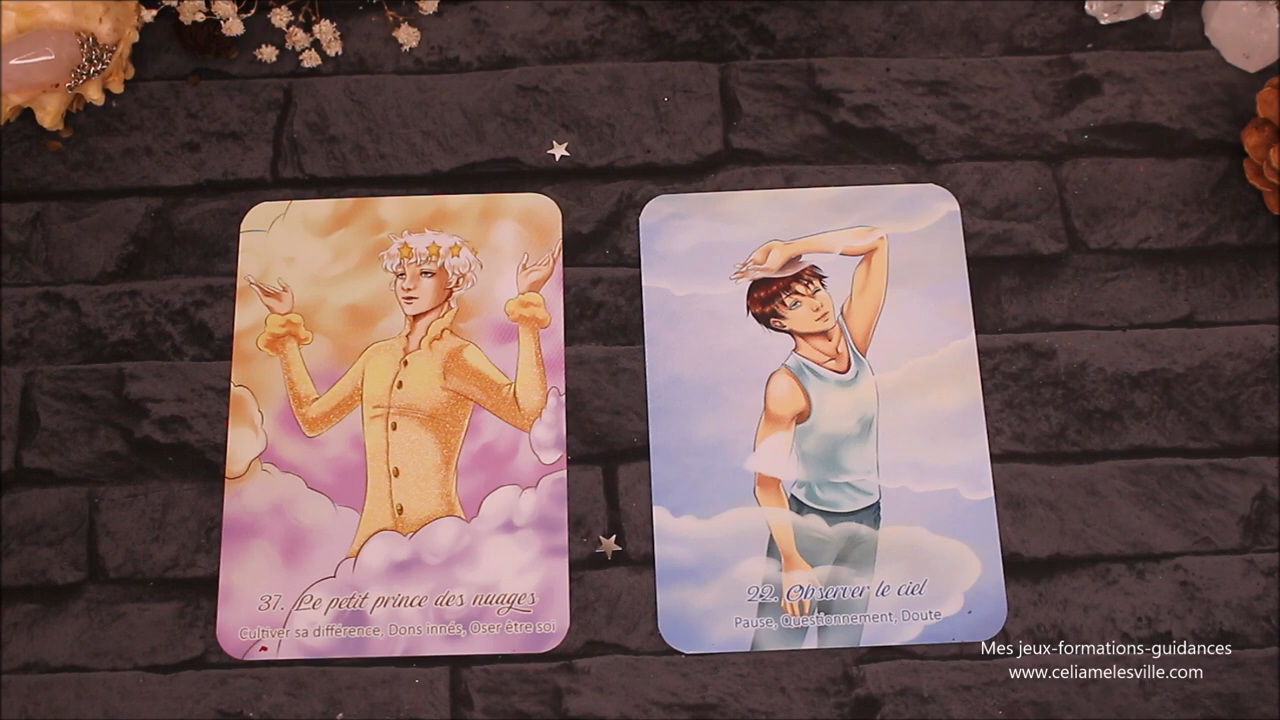 37. Le petit prince des nuages
Cultiver sa différence, Dons innés, Oser être soi
22. Observer le ciel
Pause, Questionnement, Doute
Mes jeux-formations-guidances
www.celiamelesville.com